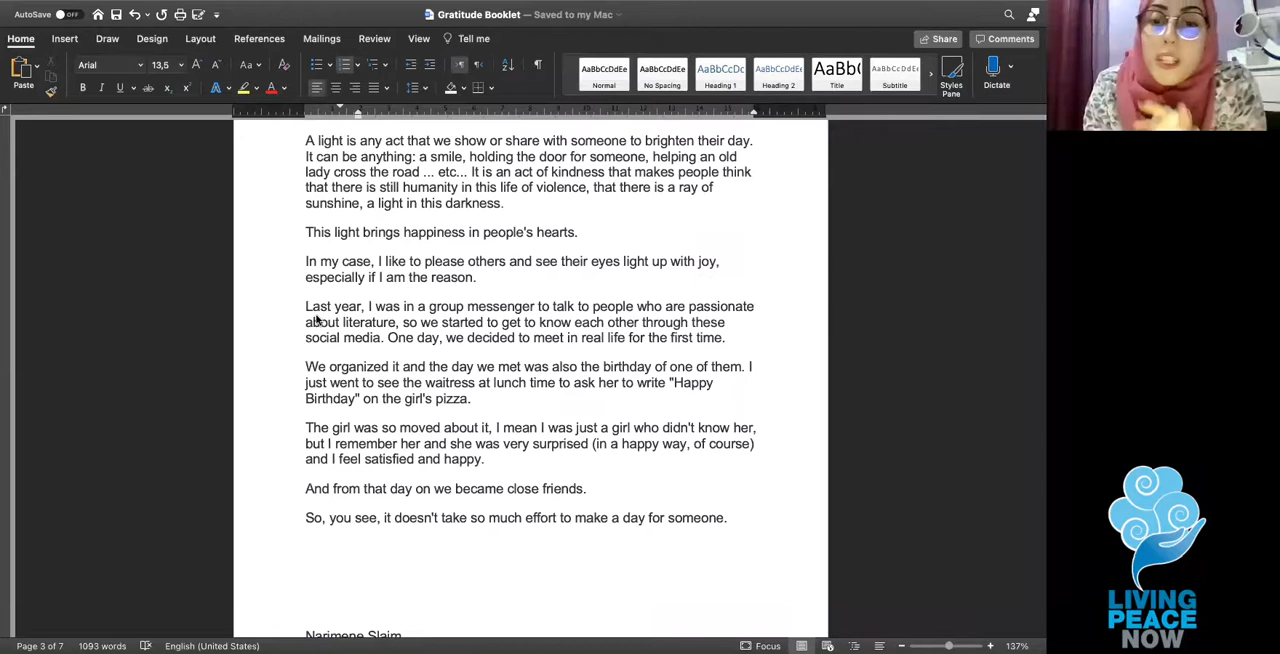 AutoSave OFF
Gratitude Booklet — Saved to my Mac
Home Insert Draw Design Layout References Mailings Review View Tell me
Share Comments
Paste
Arial 13,5
AaBbCcDdEe AaBbCcDdEe AaBbCcDc AaBbCcDdEe AaBb( AaBbCcDdEe
Normal No Spacing Heading 1 Heading 2 Title Subtitle
Styles Pane
Dictate
A light is any act that we show or share with someone to brighten their day.
It can be anything: a smile, holding the door for someone, helping an old
lady cross the road ... etc... It is an act of kindness that makes people think
that there is still humanity in this life of violence, that there is a ray of
sunshine, a light in this darkness.
This light brings happiness in people's hearts.
In my case, I like to please others and see their eyes light up with joy,
especially if I am the reason.
Last year, I was in a group messenger to talk to people who are passionate
about literature, so we started to get to know each other through these
social media. One day, we decided to meet in real life for the first time.
We organized it and the day we met was also the birthday of one of them. I
just went to see the waitress at lunch time to ask her to write "Happy
Birthday" on the girl's pizza.
The girl was so moved about it, I mean I was just a girl who didn't know her,
but I remember her and she was very surprised (in a happy way, of course)
and I feel satisfied and happy.
And from that day on we became close friends.
So, you see, it doesn't take so much effort to make a day for someone.
Narimene Slaim
LIVING
PEACE
NOW
Page 3 of 7 1093 words English (United States)
Focus 137%